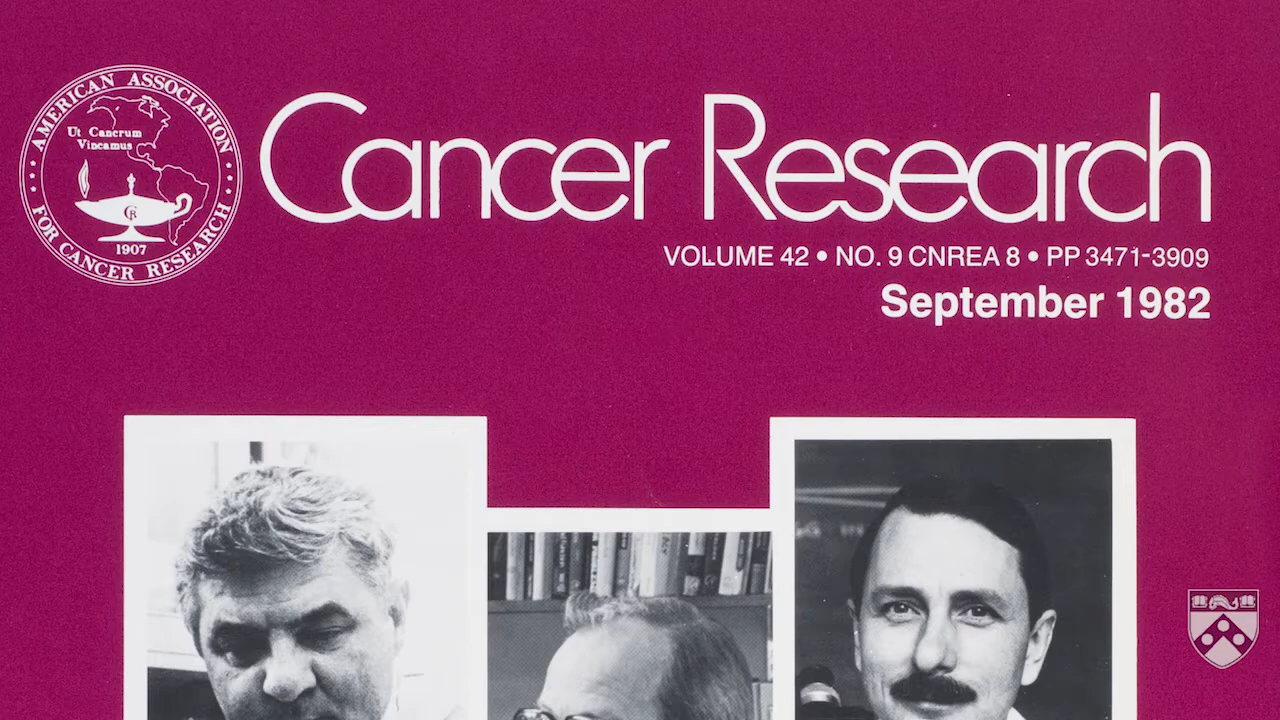 AMERICAN ASSOCIATION
FOR CANCER RESEARCH
Ut Cancrum
Vincamus
CR
1907
Cancer Research
VOLUME 42 • NO. 9 CNREA 8 • PP 3471-3909
September 1982